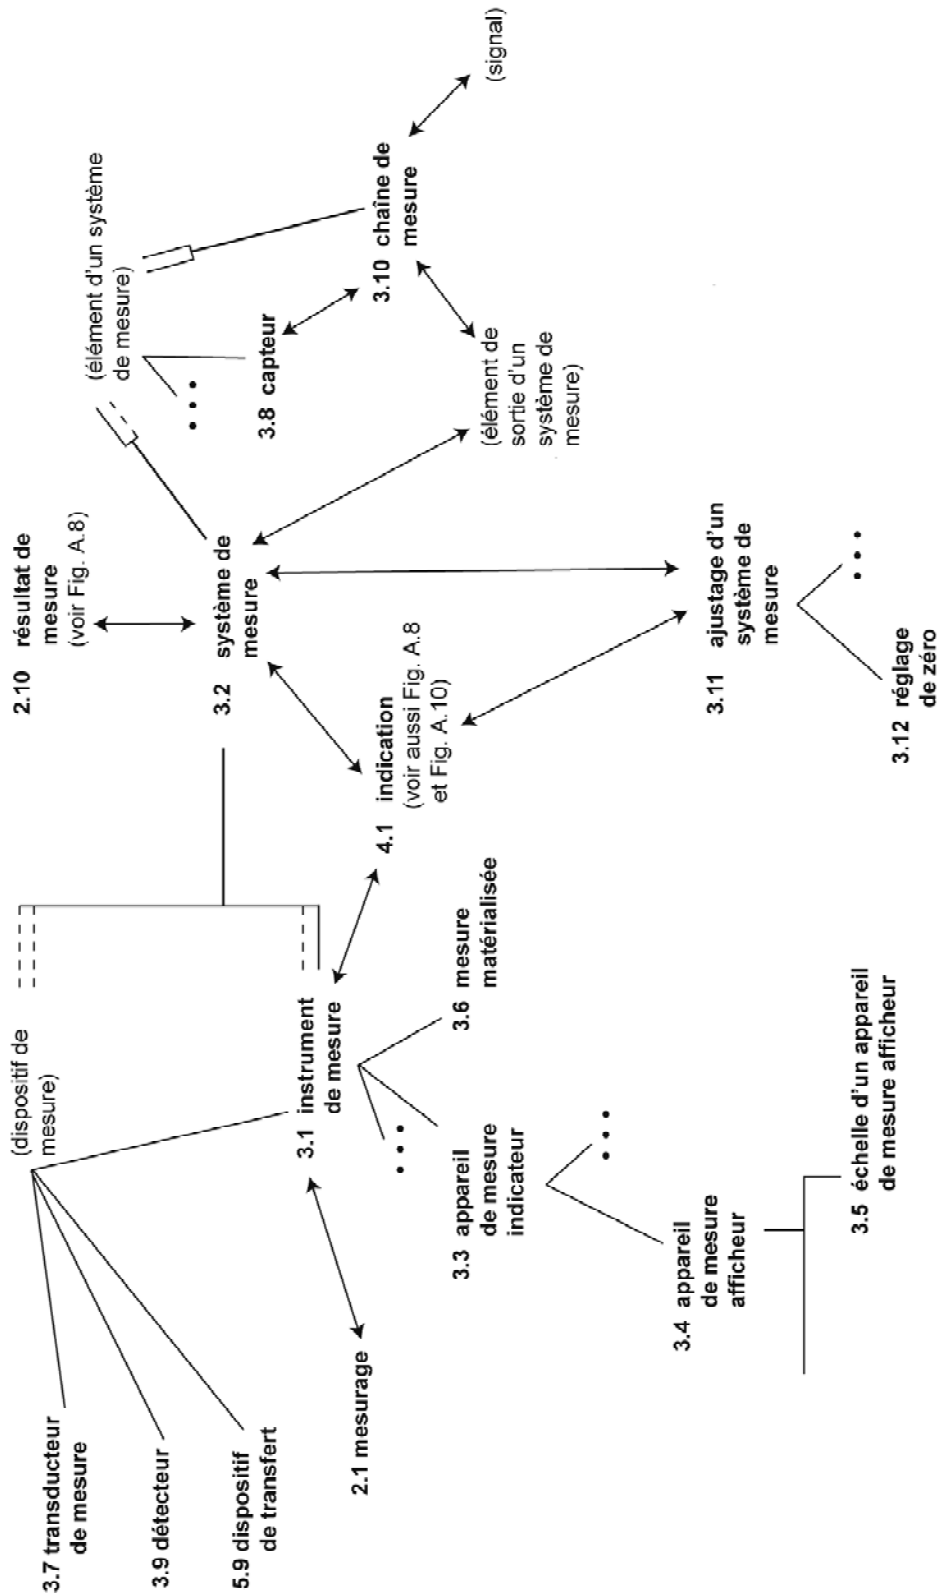 (dispositif de
mesure)
3.7 transducteur
de mesure
3.9 détecteur
5.9 dispositif
de transfert
2.1 mesurage
3.1 instrument
de mesure
• • •
3.3 appareil
de mesure
indicateur
3.6 mesure
matérialisée
3.4 appareil
de mesure
afficheur
• • •
3.5 échelle d'un appareil
de mesure afficheur
2.10 résultat de
mesure
(voir Fig. A.8)
3.2 système de
mesure
4.1 indication
(voir aussi Fig. A.8
et Fig. A.10)
3.11 ajustage d'un
système de
mesure
3.12 réglage
de zéro
• • •
(élément d'un système
de mesure)
• • •
3.8 capteur
3.10 chaîne de
mesure
(élément de
sortie d'un
système de
mesure)
(signal)